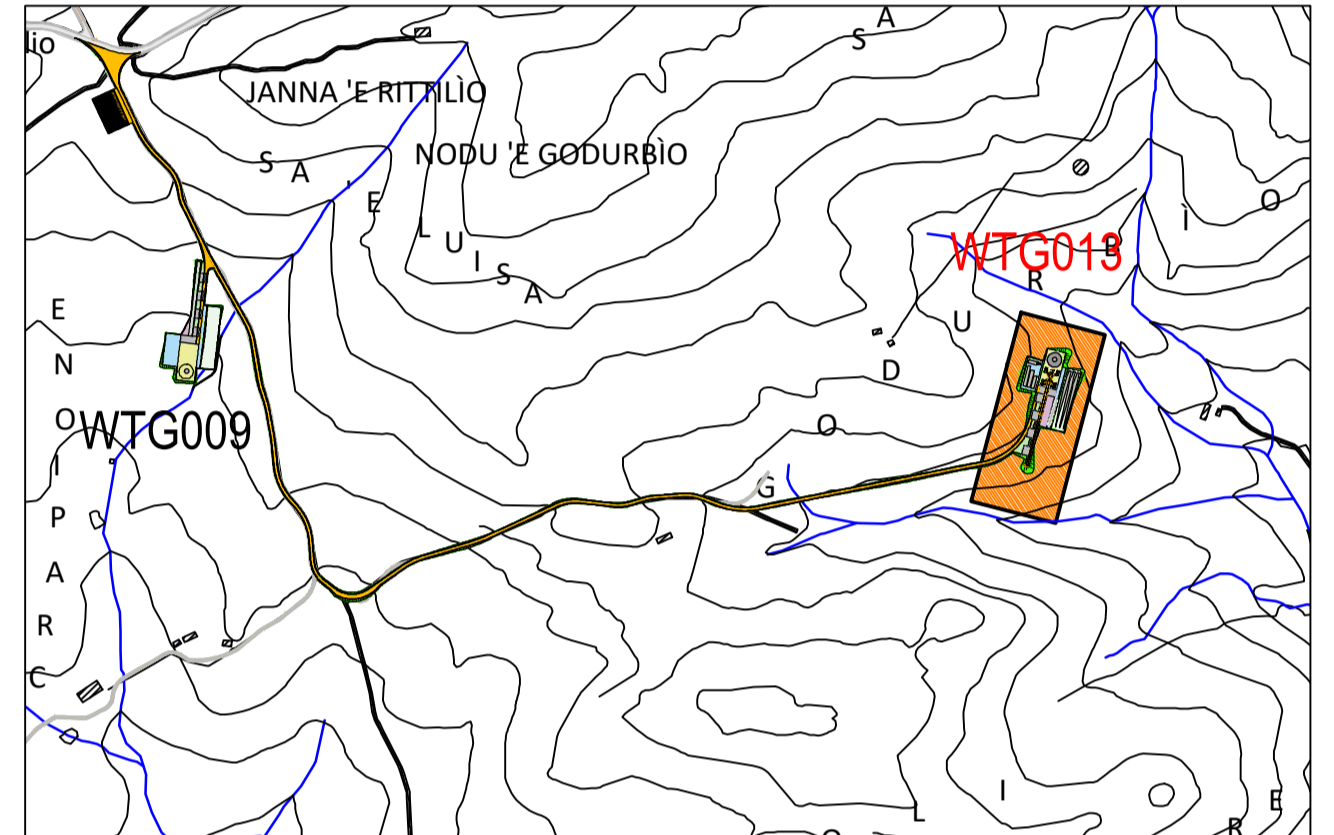 lio
S A
JANNA 'E RITTILÌO
NODU 'E GODURBÌO
S A ' E L U I S A
WTG013
G O D U R B Ì O
C R A P I O N E
WTG009
L I
R E